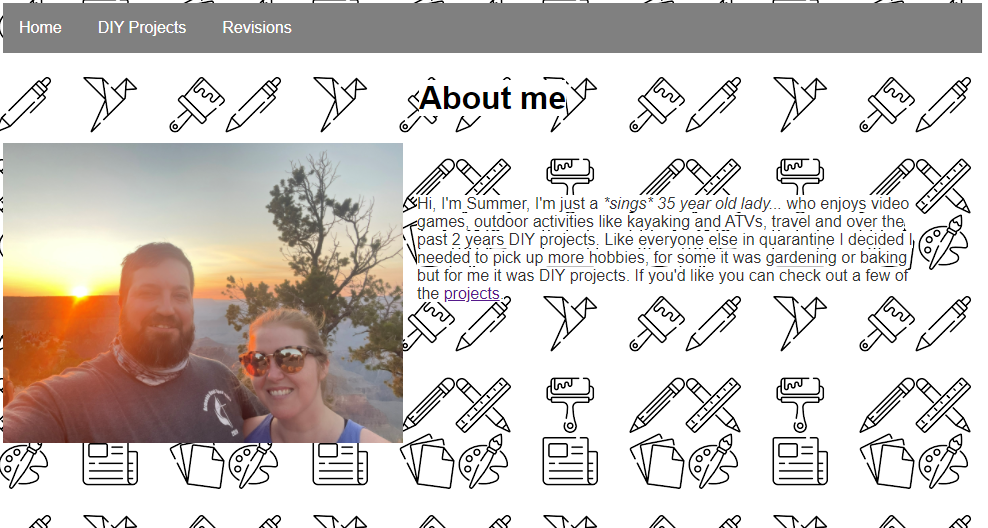 Home DIY Projects Revisions
About me
Hi, I'm Summer, I'm just a *sings* 35 year old lady... who enjoys video
games, outdoor activities like kayaking and ATVs, travel and over the
past 2 years DIY projects. Like everyone else in quarantine I decided I
needed to pick up more hobbies, for some it was gardening or baking
but for me it was DIY projects. If you'd like you can check out a few of
the projects.